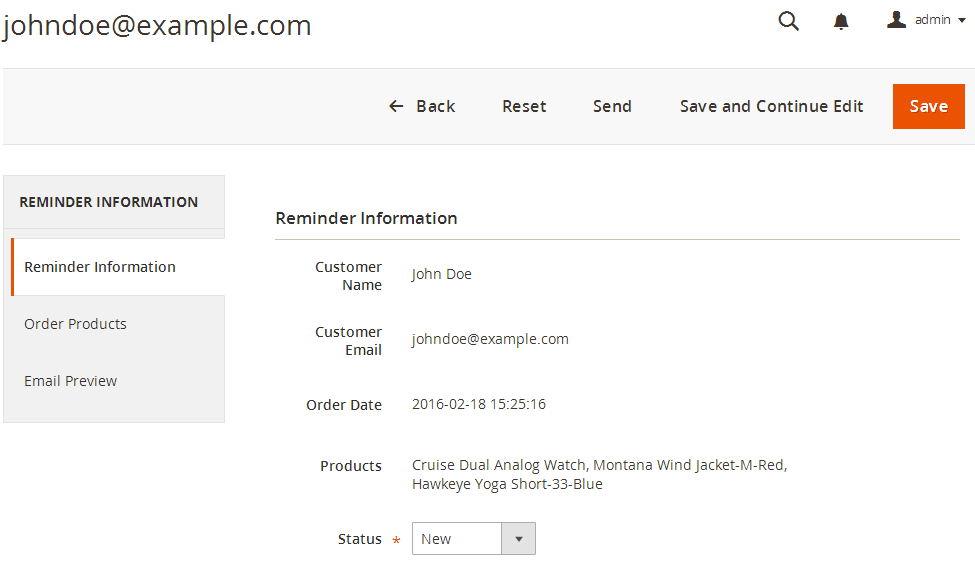 johndoe@example.com
admin
Back Reset Send Save and Continue Edit Save
REMINDER INFORMATION
Reminder Information
Order Products
Email Preview
Reminder Information
Customer Name John Doe
Customer Email johndoe@example.com
Order Date 2016-02-18 15:25:16
Products Cruise Dual Analog Watch, Montana Wind Jacket-M-Red,
Hawkeye Yoga Short-33-Blue
Status * New